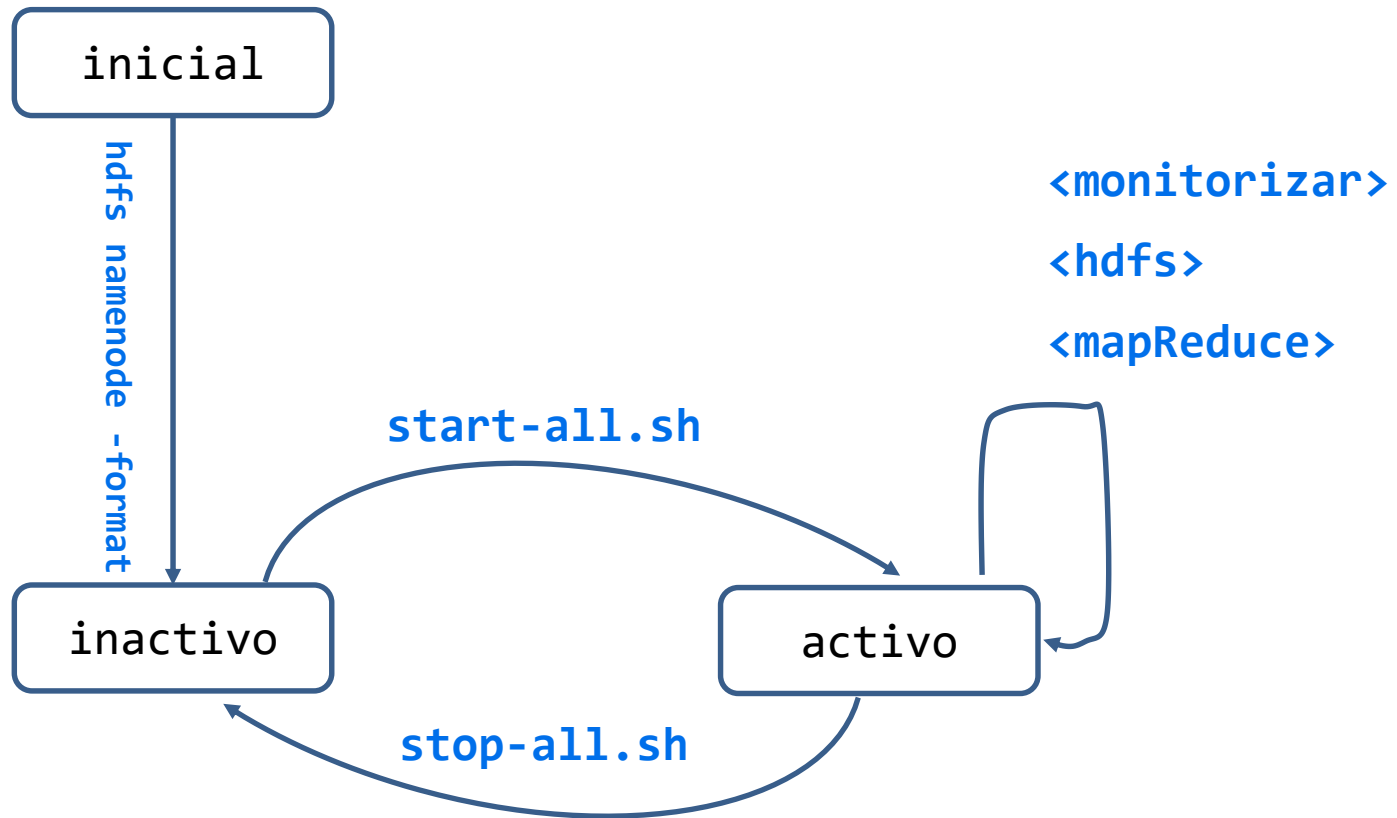 inicial
hdfs namenode -format
<monitorizar>
<hdfs>
<mapReduce>
start-all.sh
inactivo
activo
stop-all.sh